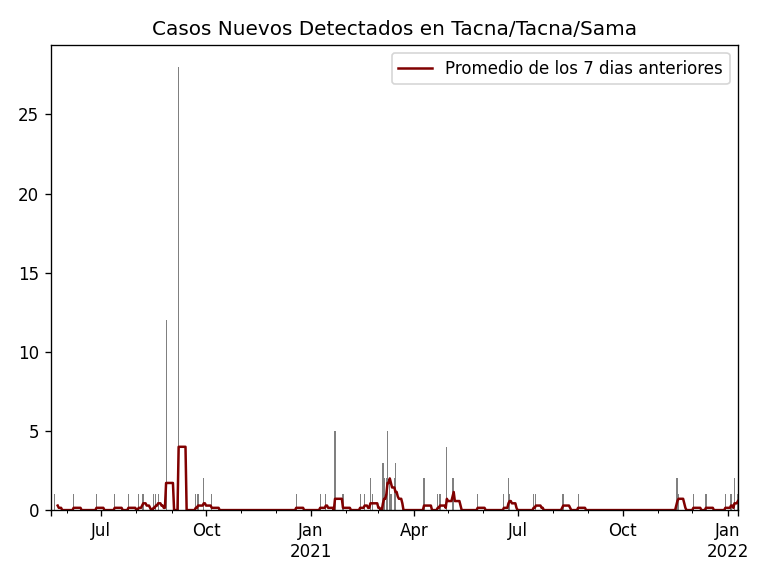 Casos Nuevos Detectados en Tacna/Tacna/Sama
Promedio de los 7 dias anteriores
25
20
15
10
5
0
Jul Oct Jan Apr Jul Oct Jan
2021 2022